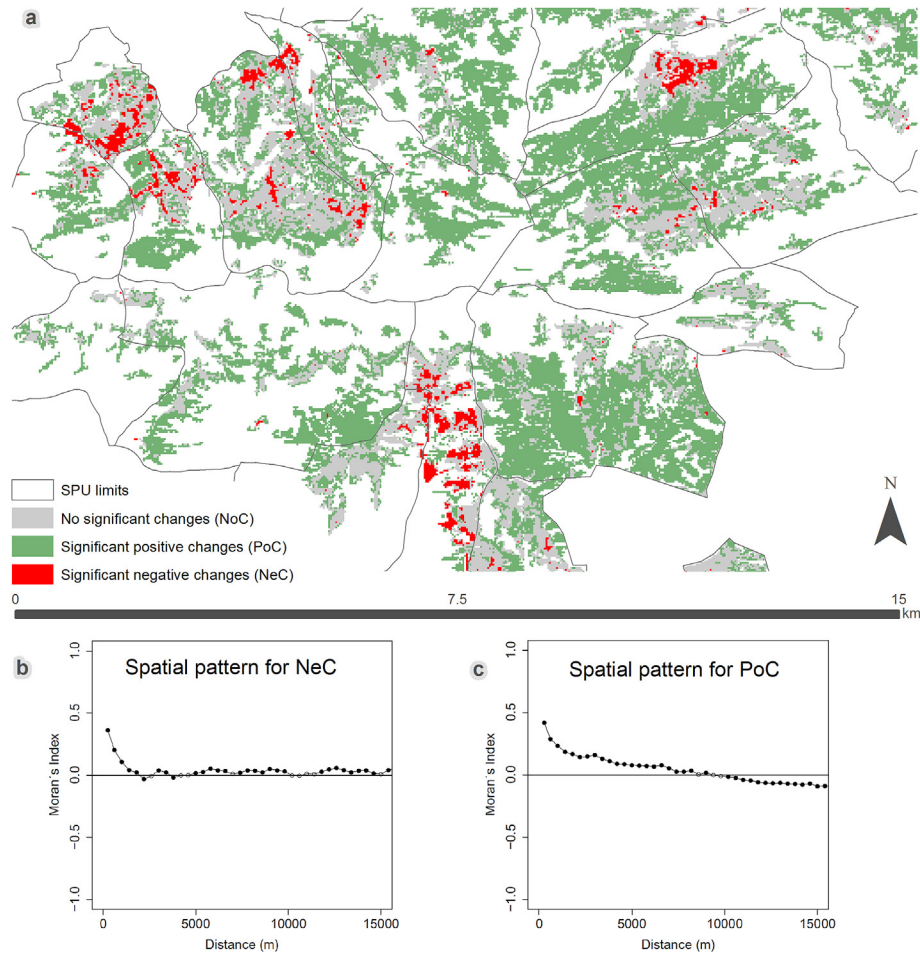 a
SPU limits
No significant changes (NoC)
Significant positive changes (PoC)
Significant negative changes (NeC)
N
0 7.5 15
km
b
Spatial pattern for NeC
Moran´s Index
1.0
0.5
0.0
−0.5
−1.0
0 5000 10000 15000
Distance (m)
c
Spatial pattern for PoC
Moran´s Index
1.0
0.5
0.0
−0.5
−1.0
0 5000 10000 15000
Distance (m)